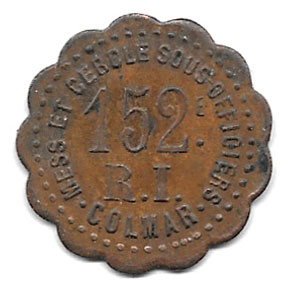 MESS ET CERCLE SOUS-OFFICIERS
152E.
R.I.
·COLMAR·